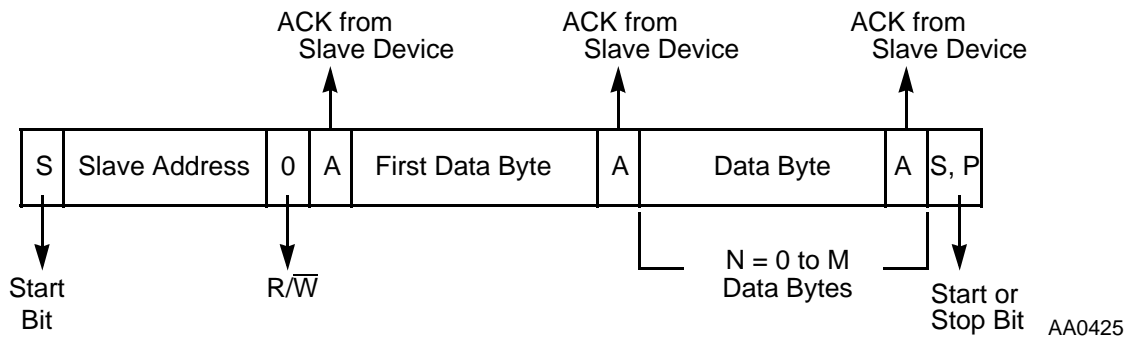 ACK from
Slave Device
ACK from
Slave Device
ACK from
Slave Device
S Slave Address 0 A First Data Byte A Data Byte A S, P
Start
Bit
R/W̅
N = 0 to M
Data Bytes
Start or
Stop Bit
AA0425